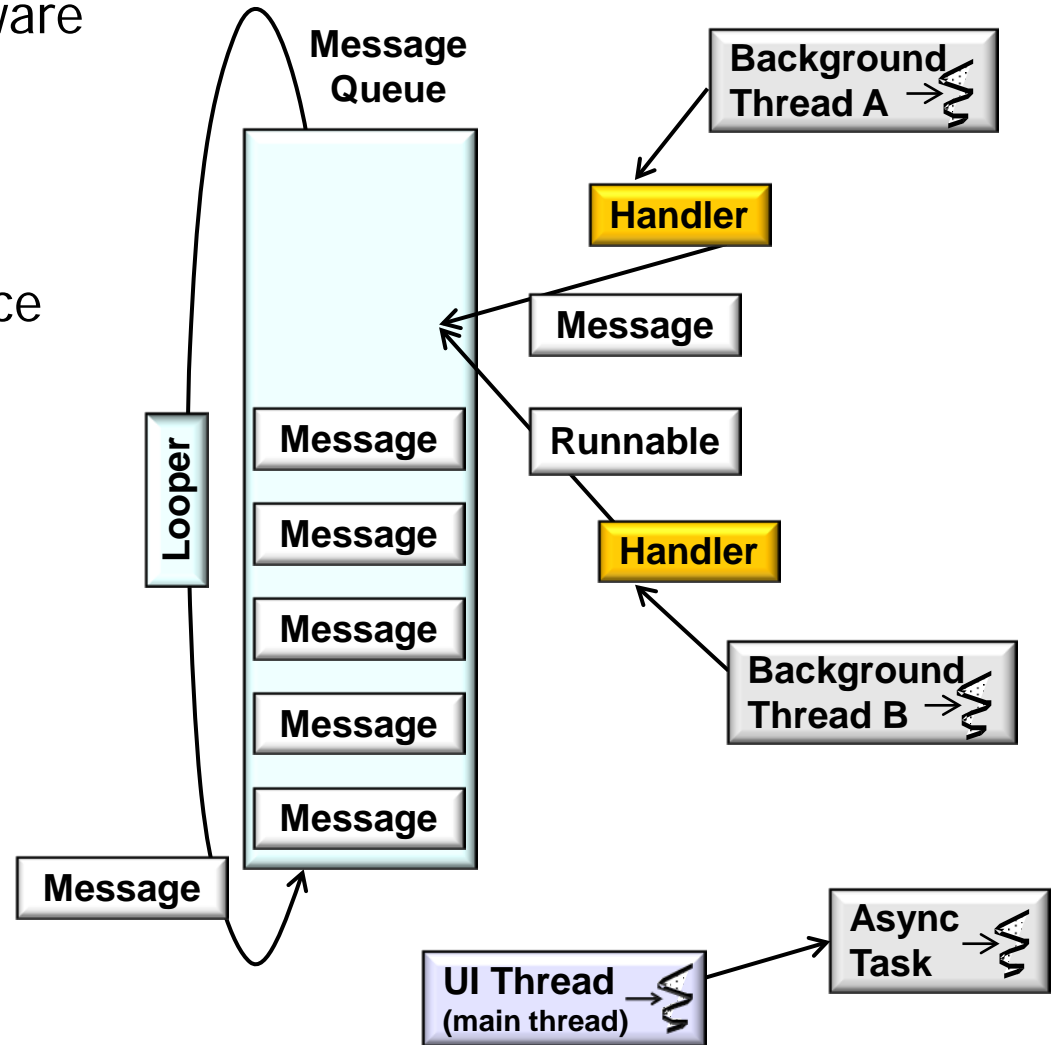 ware
ce
Message
Queue
Background
Thread A
Handler
Message
Runnable
Handler
Background
Thread B
Looper
Message
Message
Message
Message
Message
Message
UI Thread
(main thread)
Async
Task